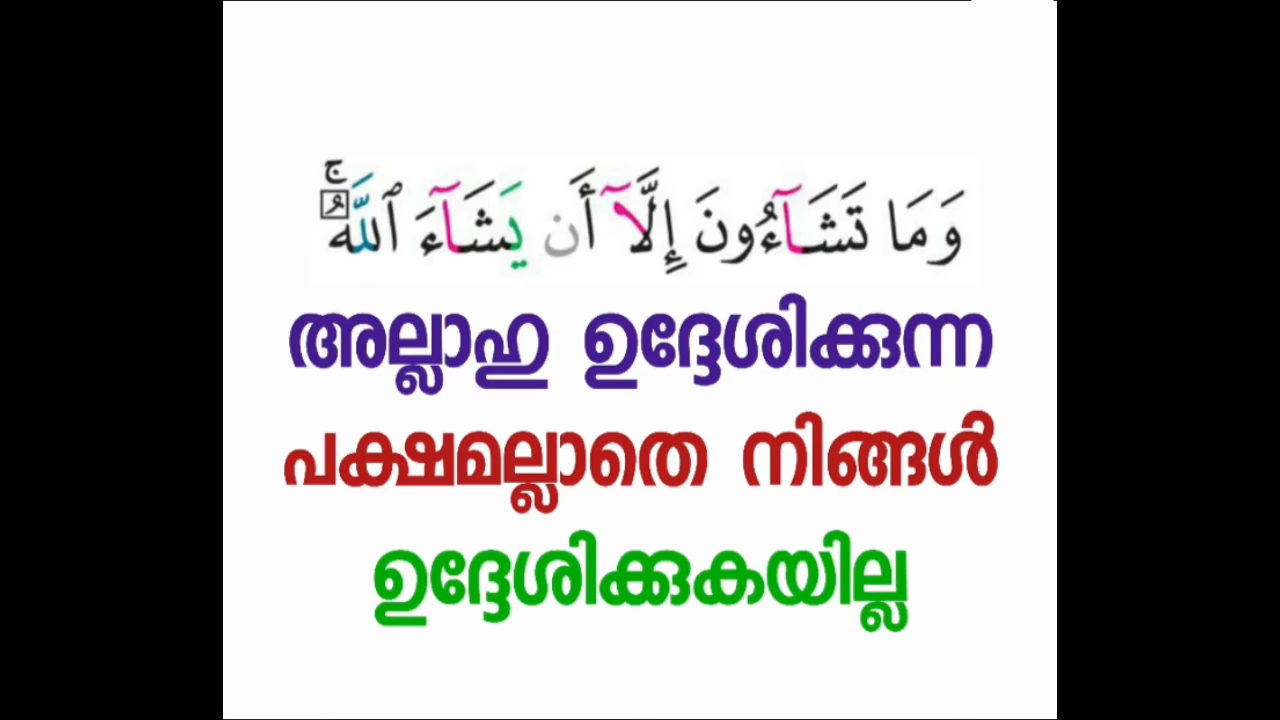 وَمَا تَشَآءُونَ إِلَّآ أَن يَشَآءَ ٱللَّهُ ۚ
അല്ലാഹു ഉദ്ദേശിക്കുന്ന
പക്ഷമല്ലാതെ നിങ്ങൾ
ഉദ്ദേശിക്കുകയില്ല